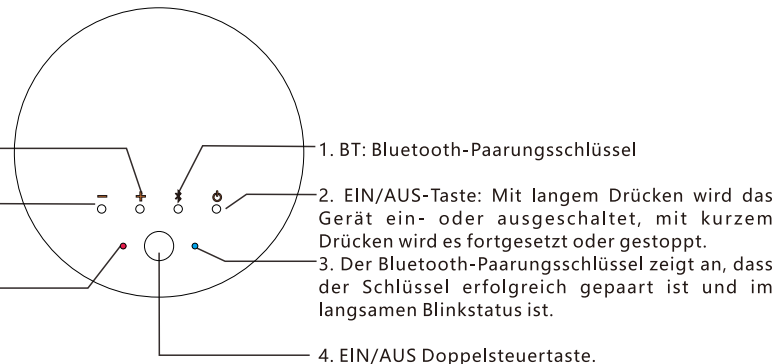 1. BT: Bluetooth-Paarungsschlüssel
2. EIN/AUS-Taste: Mit langem Drücken wird das
Gerät ein- oder ausgeschaltet, mit kurzem
Drücken wird es fortgesetzt oder gestoppt.
3. Der Bluetooth-Paarungsschlüssel zeigt an, dass
der Schlüssel erfolgreich gepaart ist und im
langsamen Blinkstatus ist.
4. EIN/AUS Doppelsteuertaste.